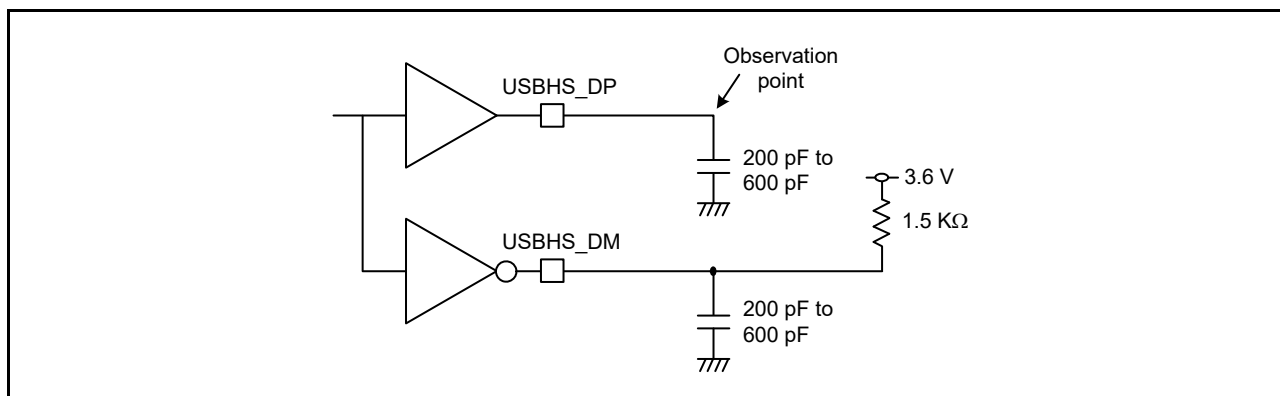 Observation
point
USBHS_DP
200 pF to
600 pF
3.6 V
1.5 KΩ
USBHS_DM
200 pF to
600 pF